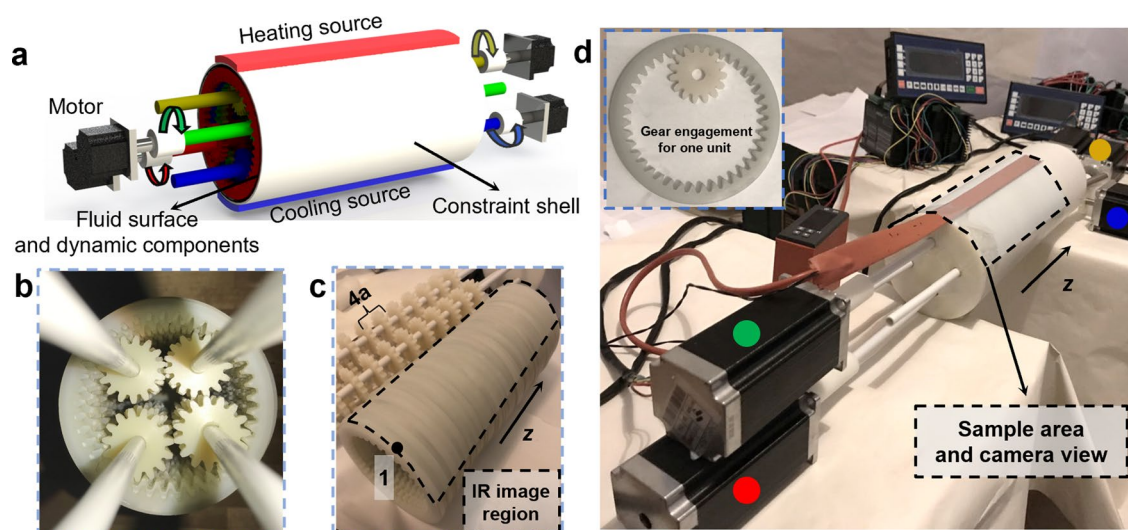 a
Heating source
Motor
Fluid surface
and dynamic components
Cooling source
Constraint shell
b
c
4a
z
1
IR image
region
d
Gear engagement
for one unit
z
Sample area
and camera view